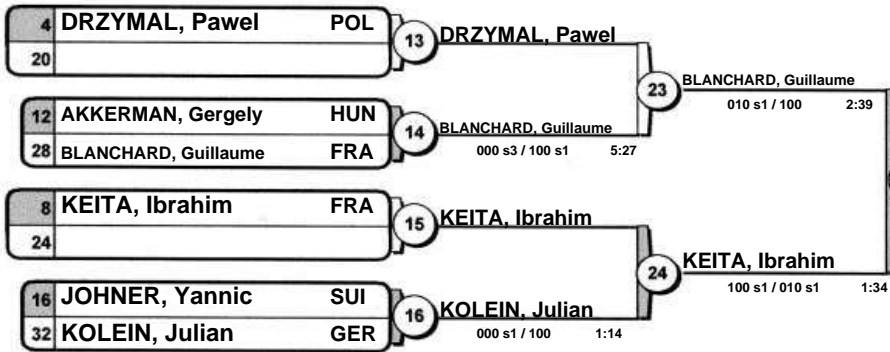 4 DRZYMAL, Pawel POL
20
13 DRZYMAL, Pawel
12 AKKERMAN, Gergely HUN
28 BLANCHARD, Guillaume FRA
14 BLANCHARD, Guillaume
000 s3 / 100 s1 5:27
23 BLANCHARD, Guillaume
010 s1 / 100 2:39
8 KEITA, Ibrahim FRA
24
15 KEITA, Ibrahim
16 JOHNER, Yannic SUI
32 KOLEIN, Julian GER
16 KOLEIN, Julian
000 s1 / 100 1:14
24 KEITA, Ibrahim
100 s1 / 010 s1 1:34